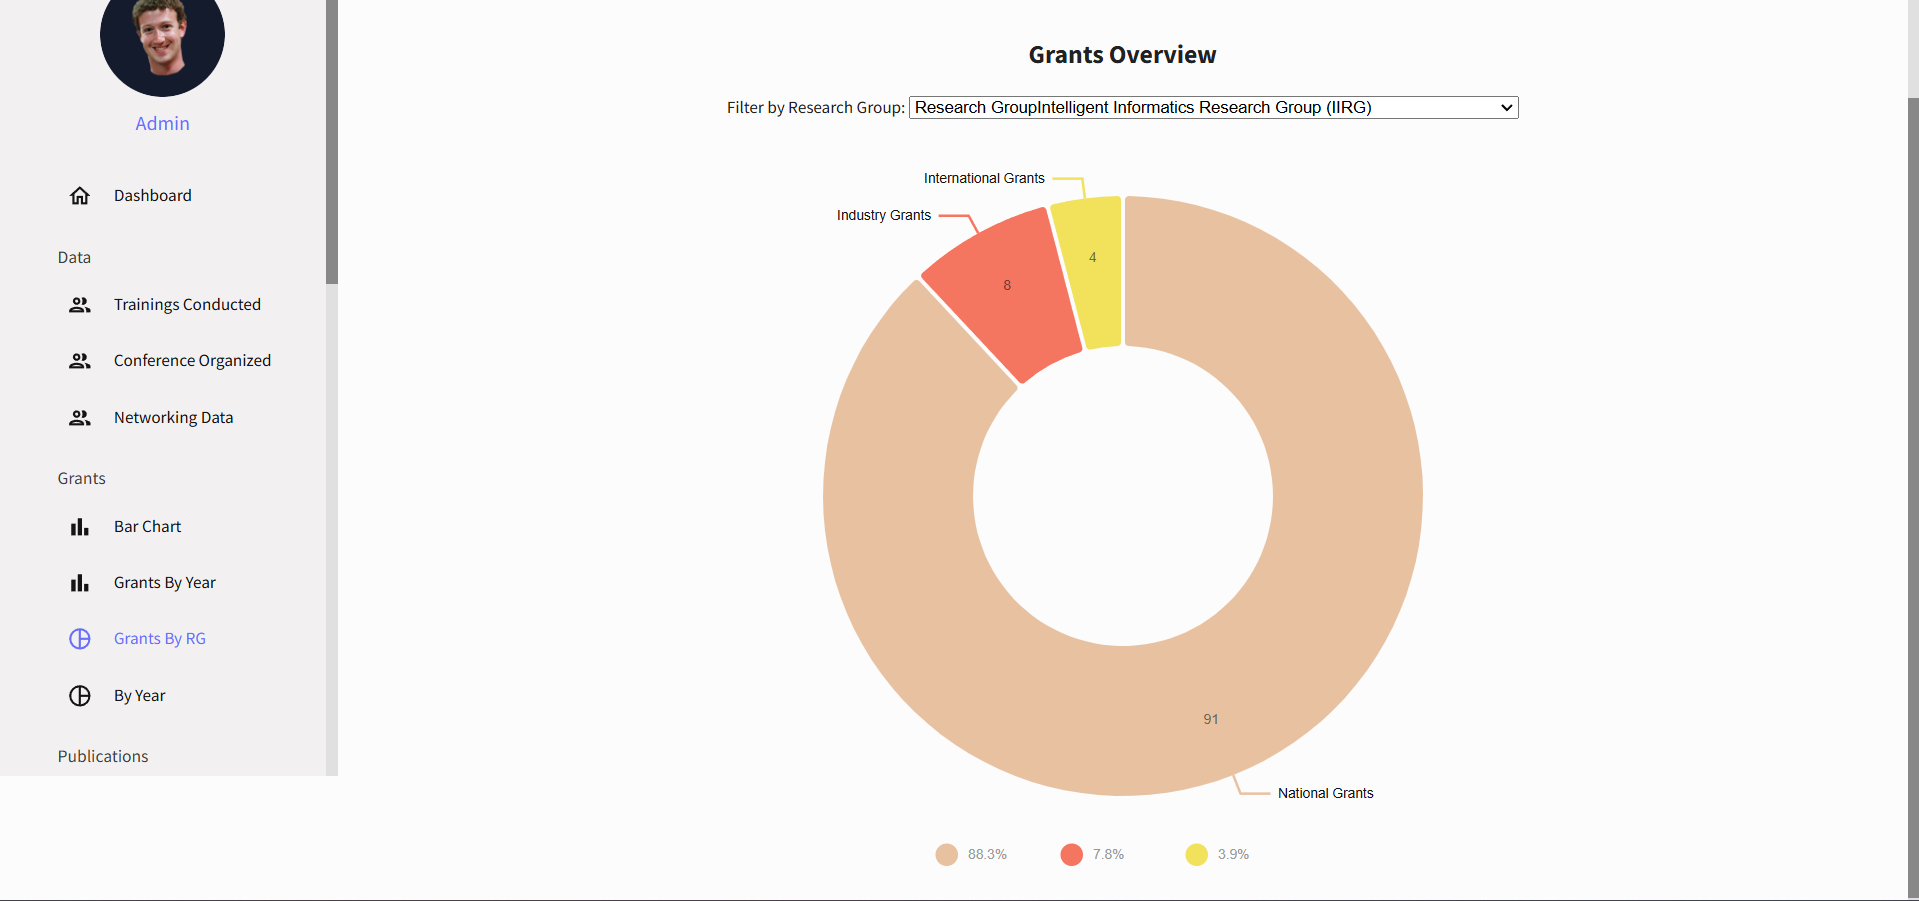 Admin
Dashboard
Data
Trainings Conducted
Conference Organized
Networking Data
Grants
Bar Chart
Grants By Year
Grants By RG
By Year
Publications
Grants Overview
Filter by Research Group: Research GroupIntelligent Informatics Research Group (IIRG)
International Grants
Industry Grants
4
8
91
National Grants
88.3% 7.8% 3.9%